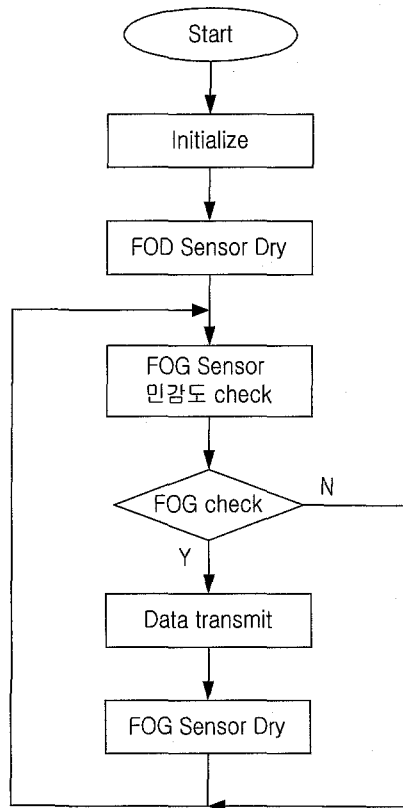 Start
Initialize
FOD Sensor Dry
FOG Sensor
민감도 check
FOG check
N
Y
Data transmit
FOG Sensor Dry